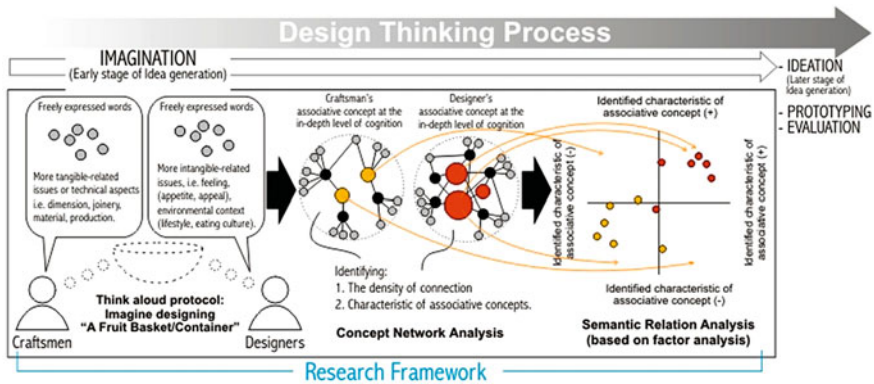 Design Thinking Process
IMAGINATION
(Early stage of Idea generation)
- IDEATION
(Later stage of
Idea generation)
- PROTOTYPING
- EVALUATION
Freely expressed words
More tangible-related
issues or technical aspects
i.e. dimension, joinery,
material, production.
Freely expressed words
More intangible-related
issues, i.e. feeling,
(appetite, appeal),
environmental context
(lifestyle, eating culture).
Craftsmen
Think aloud protocol:
Imagine designing
"A Fruit Basket/Container"
Designers
Craftsman's
associative concept at the
in-depth level of cognition
Designer's
associative concept at the
in-depth level of cognition
Identifying:
1. The density of connection
2. Characteristic of associative concepts.
Concept Network Analysis
Identified characteristic of
associative concept (+)
Identified characteristic of
associative concept (-)
Identified characteristic of
associative concept (+)
Identified characteristic of
associative concept (-)
Semantic Relation Analysis
(based on factor analysis)
Research Framework